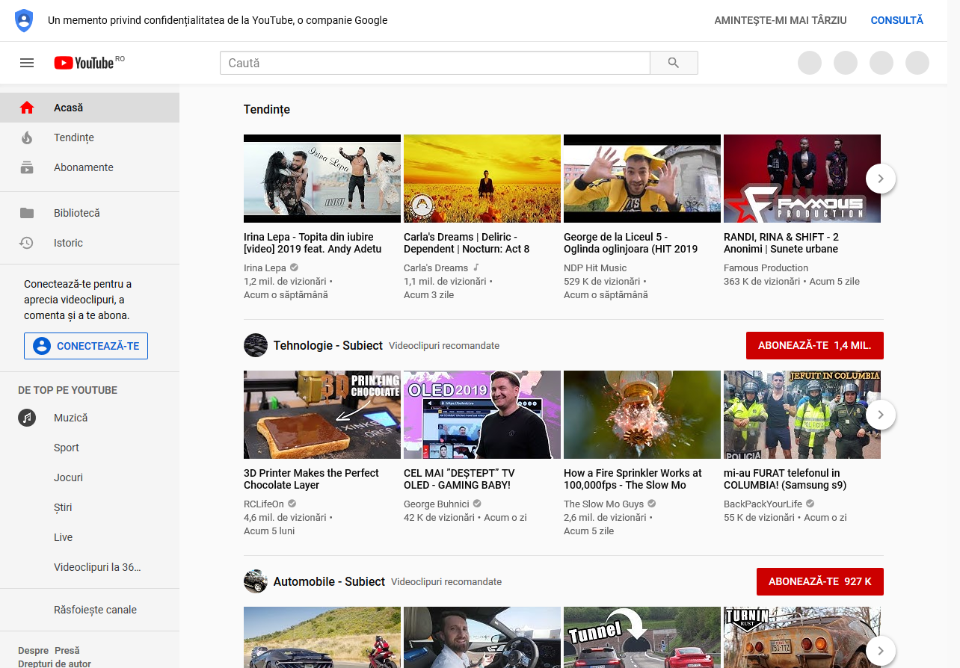 Un memento privind confidențialitatea de la YouTube, o companie Google
AMINTEȘTE-MI MAI TÂRZIU
CONSULTĂ
YouTube RO
Caută
Acasă
Tendințe
Abonamente
Bibliotecă
Istoric
Conectează-te pentru a
aprecia videoclipuri, a
comenta și a te abona.
CONECTEAZĂ-TE
DE TOP PE YOUTUBE
Muzică
Sport
Jocuri
Știri
Live
Videoclipuri la 36...
Răsfoiește canale
Despre Presă
Drepturi de autor
Tendințe
Irina Lepa
FAMOUS
PRODUCTION
Irina Lepa - Topita din iubire
[video] 2019 feat. Andy Adetu
Irina Lepa
1,2 mil. de vizionări •
Acum o săptămână
Carla's Dreams | Deliric -
Dependent | Nocturn: Act 8
Carla's Dreams
1,1 mil. de vizionări •
Acum 3 zile
George de la Liceul 5 -
Oglinda oglinjoara (HIT 2019
NDP Hit Music
529 K de vizionări •
Acum o săptămână
RANDI, RINA & SHIFT - 2
Anonimi | Sunete urbane
Famous Production
363 K de vizionări • Acum 5 zile
Tehnologie - Subiect Videoclipuri recomandate
ABONEAZĂ-TE 1,4 MIL.
3D PRINTING
CHOCOLATE
OLED 2019
JEFUIT IN COLUMBIA
POLICIA
3D Printer Makes the Perfect
Chocolate Layer
RCLifeOn
4,6 mil. de vizionări •
Acum 5 luni
CEL MAI "DEȘTEPT" TV
OLED - GAMING BABY!
George Buhnici
42 K de vizionări • Acum o zi
How a Fire Sprinkler Works at
100,000fps - The Slow Mo
The Slow Mo Guys
2,6 mil. de vizionări •
Acum 5 zile
mi-au FURAT telefonul in
COLUMBIA! (Samsung s9)
BackPackYourLife
55 K de vizionări • Acum o zi
Automobile - Subiect Videoclipuri recomandate
ABONEAZĂ-TE 927 K
Tunnel
TURNIN
RUST